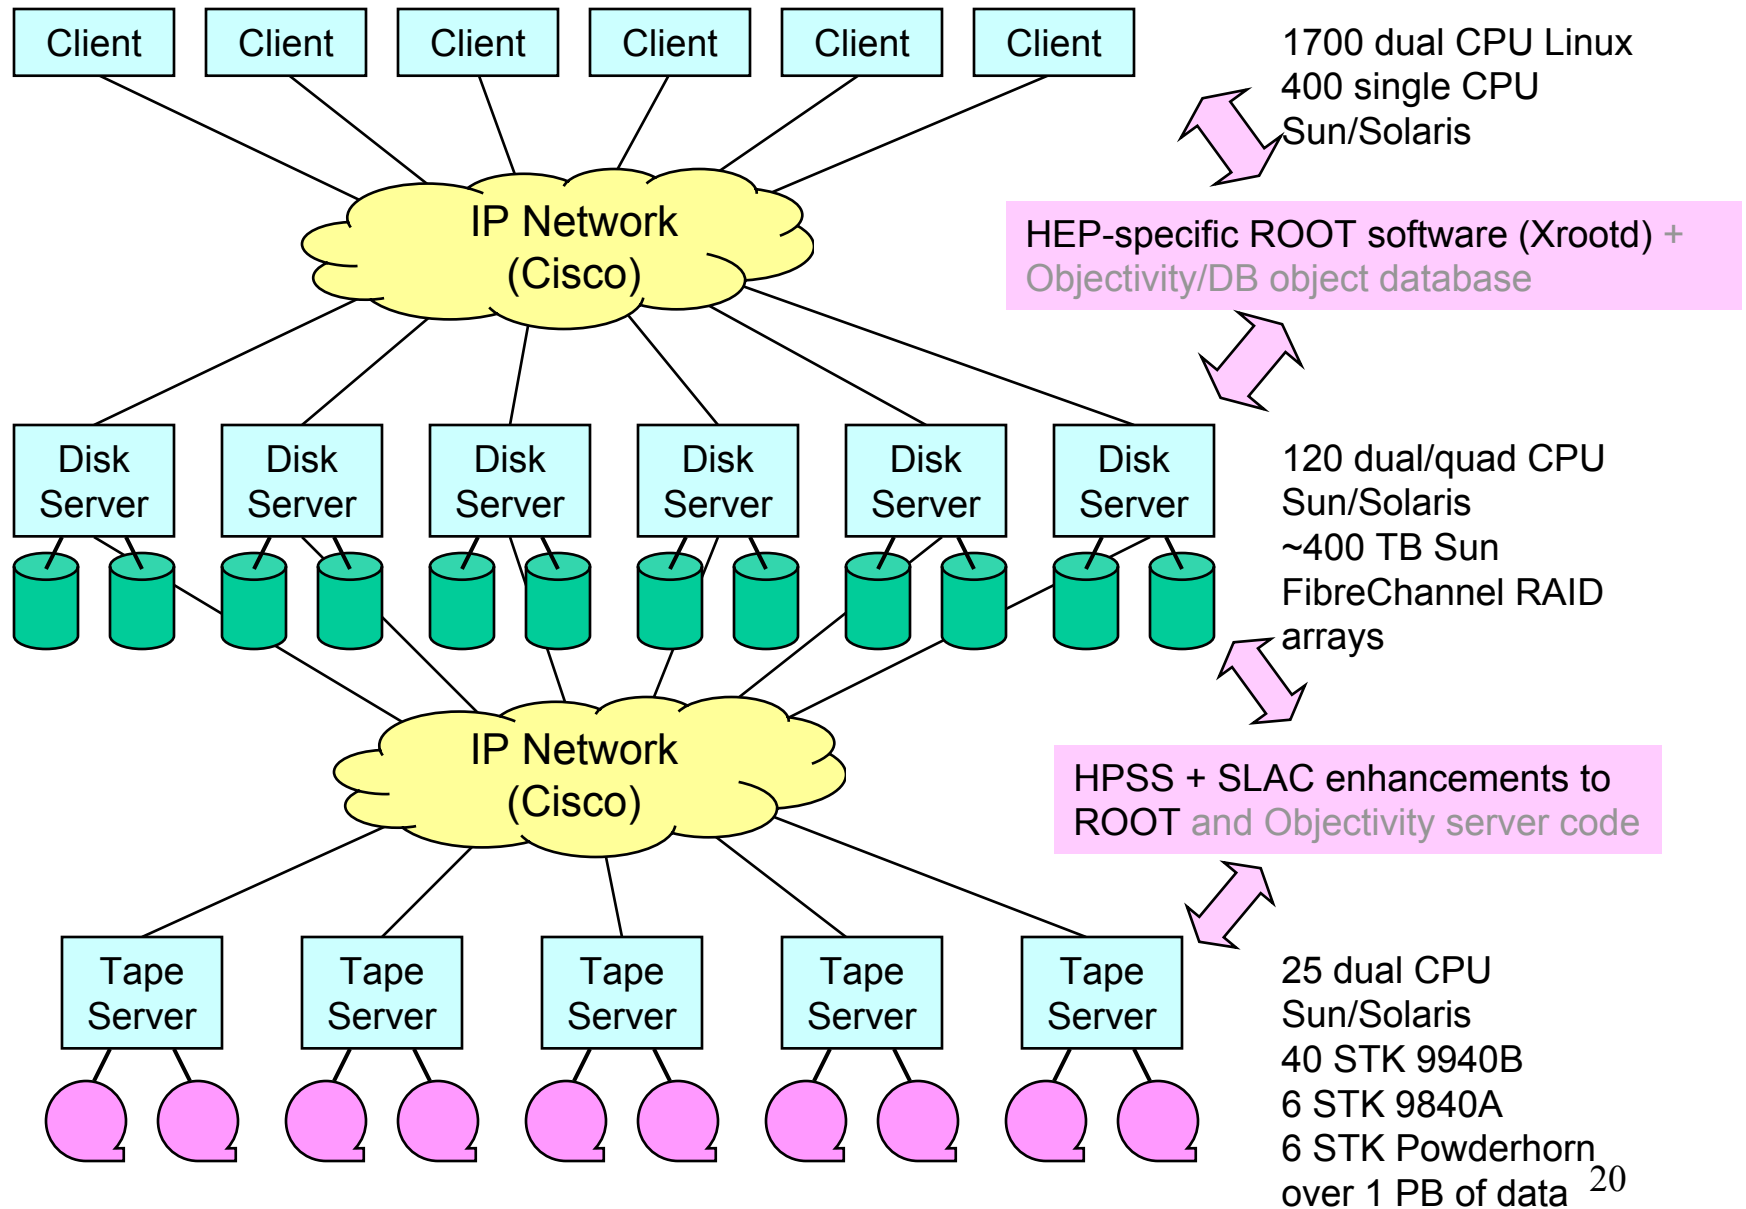 Client Client Client Client Client Client
1700 dual CPU Linux
400 single CPU
Sun/Solaris
IP Network
(Cisco)
HEP-specific ROOT software (Xrootd) +
Objectivity/DB object database
Disk Disk Disk Disk Disk Disk
Server Server Server Server Server Server
120 dual/quad CPU
Sun/Solaris
~400 TB Sun
FibreChannel RAID
arrays
IP Network
(Cisco)
HPSS + SLAC enhancements to
ROOT and Objectivity server code
Tape Tape Tape Tape Tape
Server Server Server Server Server
25 dual CPU
Sun/Solaris
40 STK 9940B
6 STK 9840A
6 STK Powderhorn
over 1 PB of data
20